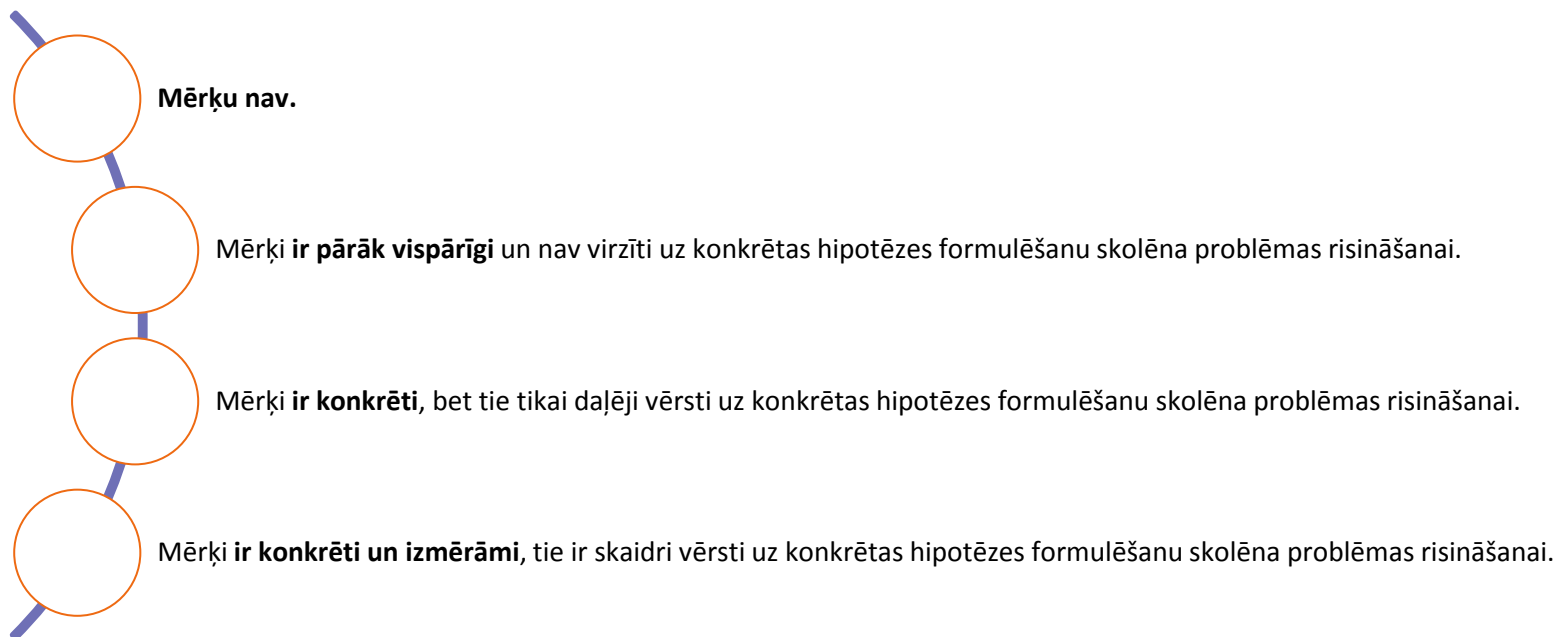 Mērķu nav.
Mērķi ir pārāk vispārīgi un nav virzīti uz konkrētas hipotēzes formulēšanu skolēna problēmas risināšanai.
Mērķi ir konkrēti, bet tie tikai daļēji vērsti uz konkrētas hipotēzes formulēšanu skolēna problēmas risināšanai.
Mērķi ir konkrēti un izmērāmi, tie ir skaidri vērsti uz konkrētas hipotēzes formulēšanu skolēna problēmas risināšanai.